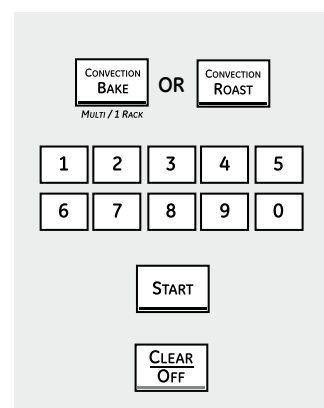 CONVECTION CONVECTION
BAKE OR ROAST
MULTI / 1 RACK
1 2 3 4 5
6 7 8 9 0
START
CLEAR
OFF